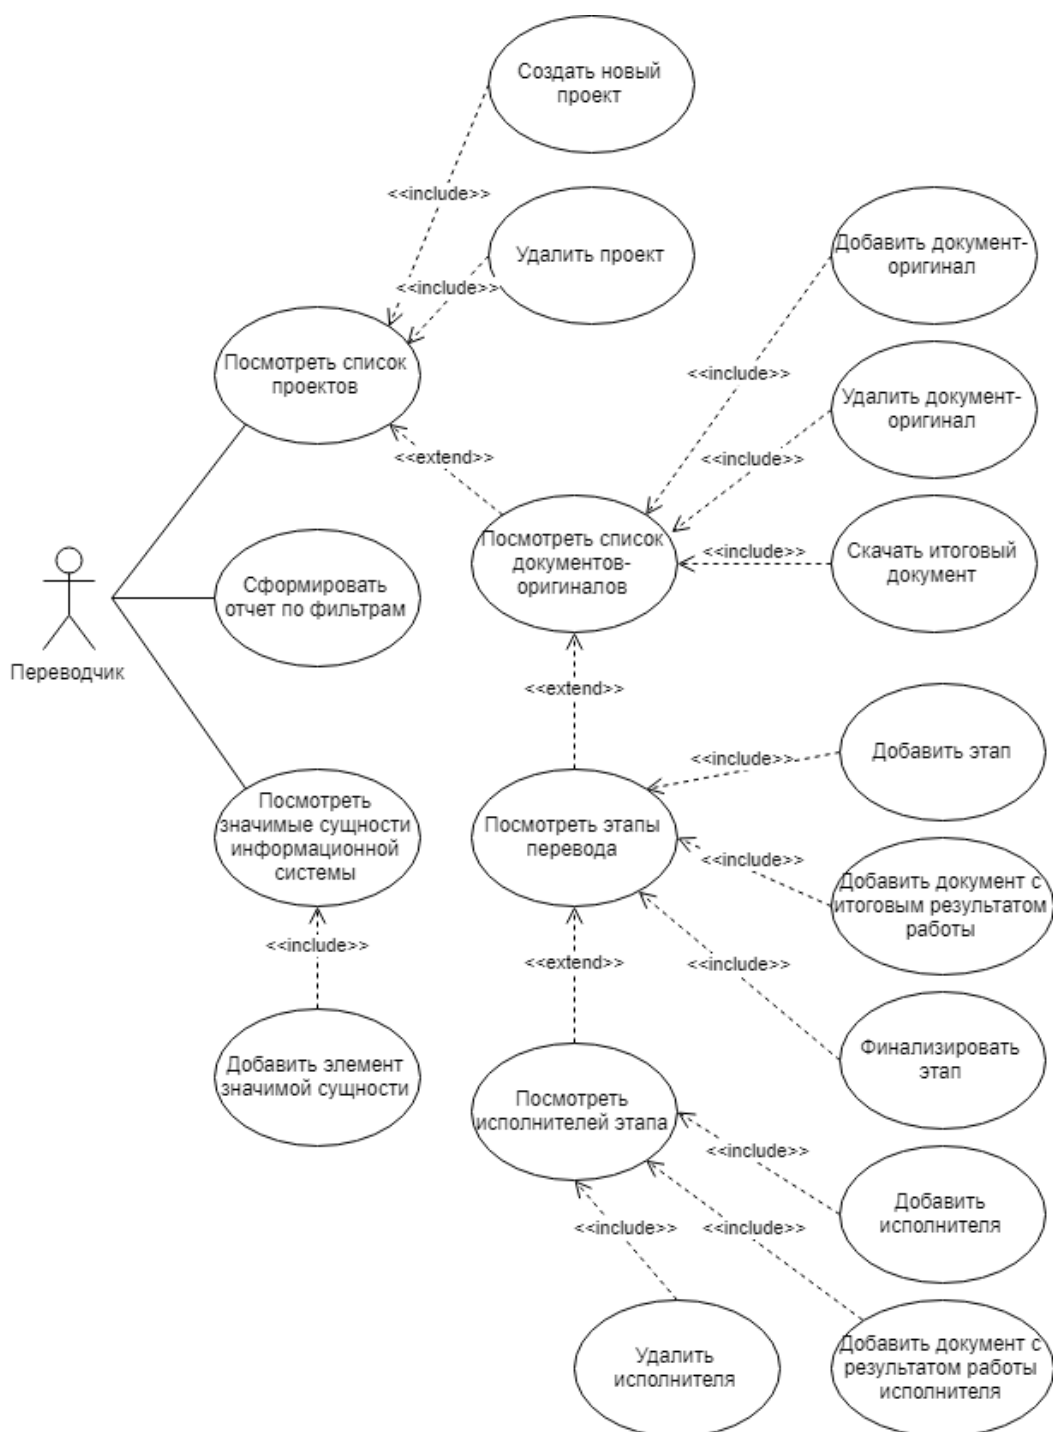 Создать новый
проект
<<include>>
Удалить проект
<<include>>
Добавить документ-
оригинал
Посмотреть список
проектов
<<include>>
Удалить документ-
оригинал
<<extend>>
<<include>>
Посмотреть список
документов-
оригиналов
<<include>>
Скачать итоговый
документ
Сформировать
отчет по фильтрам
Переводчик
<<extend>>
<<include>>
Добавить этап
Посмотреть
значимые сущности
информационной
системы
Посмотреть этапы
перевода
<<include>>
Добавить документ с
итоговым результатом
работы
<<include>>
<<extend>>
<<include>>
Добавить элемент
значимой сущности
Финализировать
этап
Посмотреть
исполнителей этапа
<<include>>
Добавить
исполнителя
<<include>>
<<include>>
Удалить
исполнителя
Добавить документ с
результатом работы
исполнителя